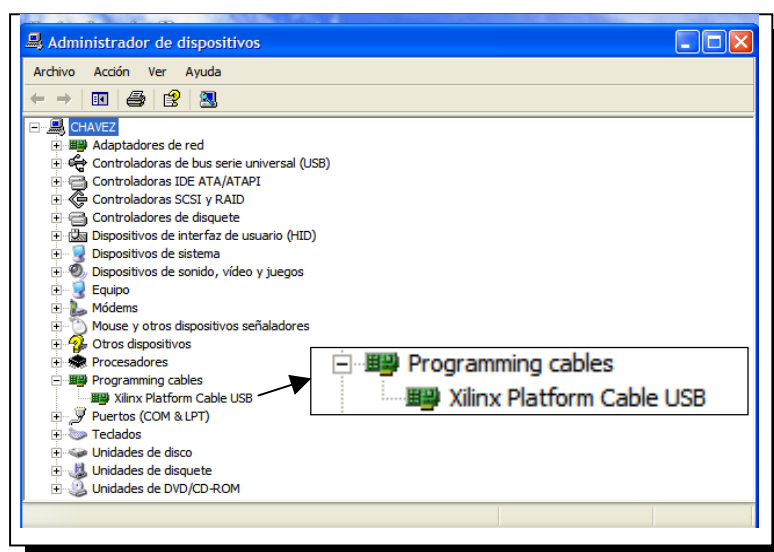 Administrador de dispositivos
Archivo Acción Ver Ayuda
CHAVEZ
Adaptadores de red
Controladoras de bus serie universal (USB)
Controladoras IDE ATA/ATAPI
Controladoras SCSI y RAID
Controladores de disquete
Dispositivos de interfaz de usuario (HID)
Dispositivos de sistema
Dispositivos de sonido, vídeo y juegos
Equipo
Módems
Mouse y otros dispositivos señaladores
Otros dispositivos
Procesadores
Programming cables
Xilinx Platform Cable USB
Puertos (COM & LPT)
Teclados
Unidades de disco
Unidades de disquete
Unidades de DVD/CD-ROM
Programming cables
Xilinx Platform Cable USB